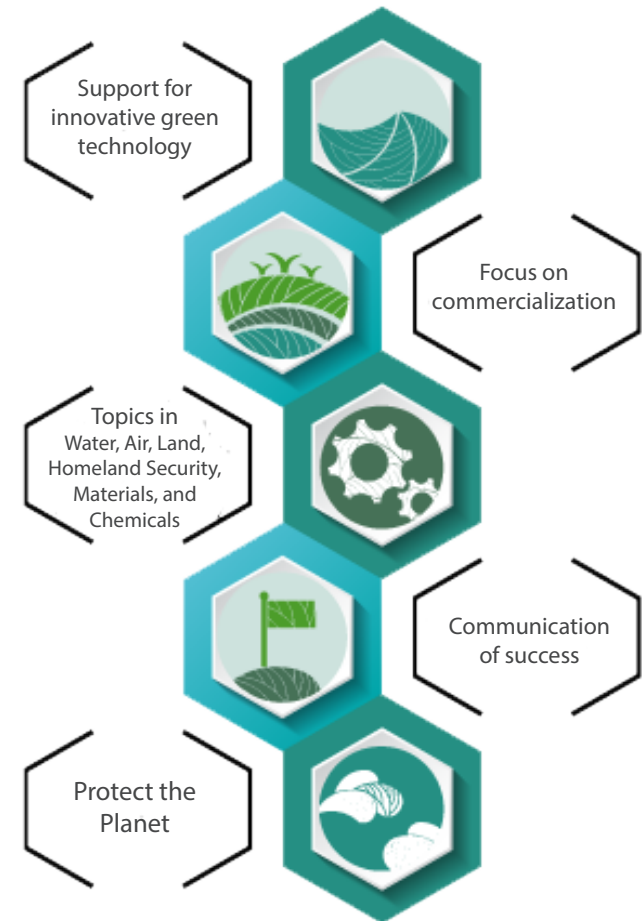 Support for
innovative green
technology
Focus on
commercialization
Topics in
Water, Air, Land,
Homeland Security,
Materials, and
Chemicals
Communication
of success
Protect the
Planet